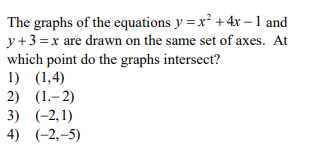 The graphs of the equations y = x² + 4x – 1 and
y + 3 = x are drawn on the same set of axes. At
which point do the graphs intersect?
1) (1,4)
2) (1.–2)
3) (–2,1)
4) (–2,–5)